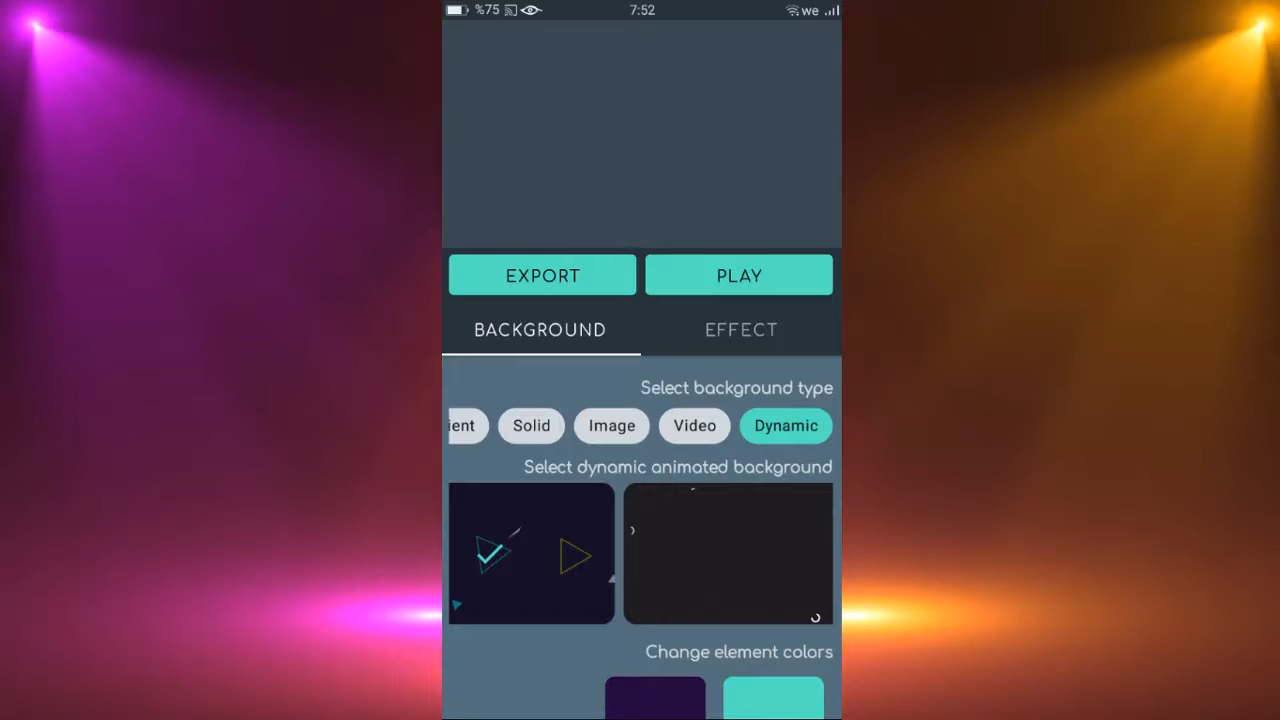 %75 7:52 we
EXPORT PLAY
BACKGROUND EFFECT
Select background type
ient Solid Image Video Dynamic
Select dynamic animated background
Change element colors